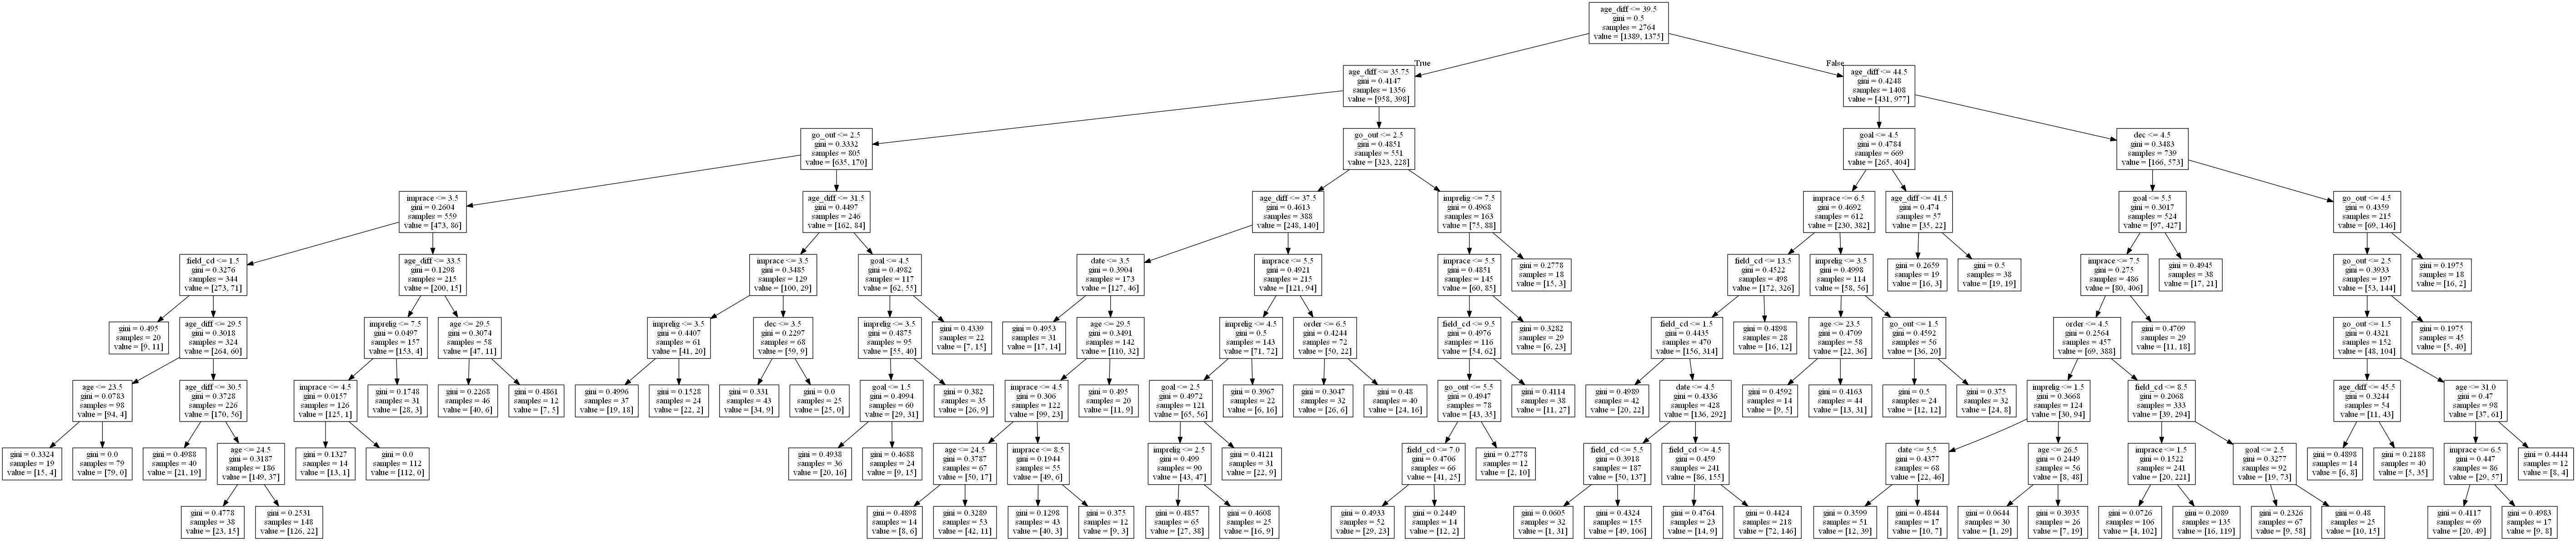 age_diff <= 39.5
gini = 0.5
samples = 2764
value = [1389, 1375]
True
False
age_diff <= 35.75
gini = 0.4147
samples = 1356
value = [958, 398]
age_diff <= 44.5
gini = 0.4248
samples = 1408
value = [431, 977]
go_out <= 2.5
gini = 0.3332
samples = 805
value = [635, 170]
go_out <= 2.5
gini = 0.4851
samples = 551
value = [323, 228]
goal <= 4.5
gini = 0.4784
samples = 669
value = [265, 404]
dec <= 4.5
gini = 0.3483
samples = 739
value = [166, 573]
imprace <= 3.5
gini = 0.2604
samples = 559
value = [473, 86]
age_diff <= 31.5
gini = 0.4497
samples = 246
value = [162, 84]
age_diff <= 37.5
gini = 0.4613
samples = 388
value = [248, 140]
imprelig <= 7.5
gini = 0.4968
samples = 163
value = [75, 88]
imprace <= 6.5
gini = 0.4692
samples = 612
value = [230, 382]
age_diff <= 41.5
gini = 0.474
samples = 57
value = [35, 22]
goal <= 5.5
gini = 0.3017
samples = 524
value = [97, 427]
go_out <= 4.5
gini = 0.4359
samples = 215
value = [69, 146]
field_cd <= 1.5
gini = 0.3276
samples = 344
value = [273, 71]
age_diff <= 33.5
gini = 0.1298
samples = 215
value = [200, 15]
imprace <= 3.5
gini = 0.3485
samples = 129
value = [100, 29]
goal <= 4.5
gini = 0.4982
samples = 117
value = [62, 55]
date <= 3.5
gini = 0.3904
samples = 173
value = [127, 46]
imprace <= 5.5
gini = 0.4921
samples = 215
value = [121, 94]
imprace <= 5.5
gini = 0.4851
samples = 145
value = [60, 85]
gini = 0.2778
samples = 18
value = [15, 3]
field_cd <= 13.5
gini = 0.4522
samples = 498
value = [172, 326]
imprelig <= 3.5
gini = 0.4998
samples = 114
value = [58, 56]
gini = 0.2659
samples = 19
value = [16, 3]
gini = 0.5
samples = 38
value = [19, 19]
imprace <= 7.5
gini = 0.275
samples = 486
value = [80, 406]
gini = 0.4945
samples = 38
value = [17, 21]
go_out <= 2.5
gini = 0.3933
samples = 197
value = [53, 144]
gini = 0.1975
samples = 18
value = [16, 2]
gini = 0.495
samples = 20
value = [9, 11]
age_diff <= 29.5
gini = 0.3018
samples = 324
value = [264, 60]
imprelig <= 7.5
gini = 0.0497
samples = 157
value = [153, 4]
age <= 29.5
gini = 0.3074
samples = 58
value = [47, 11]
imprelig <= 3.5
gini = 0.4407
samples = 61
value = [41, 20]
dec <= 3.5
gini = 0.2297
samples = 68
value = [59, 9]
imprelig <= 3.5
gini = 0.4875
samples = 95
value = [55, 40]
gini = 0.4339
samples = 22
value = [7, 15]
gini = 0.4953
samples = 31
value = [17, 14]
age <= 29.5
gini = 0.3491
samples = 142
value = [110, 32]
imprelig <= 4.5
gini = 0.5
samples = 143
value = [71, 72]
order <= 6.5
gini = 0.4244
samples = 72
value = [50, 22]
field_cd <= 9.5
gini = 0.4976
samples = 116
value = [54, 62]
gini = 0.3282
samples = 29
value = [6, 23]
field_cd <= 1.5
gini = 0.4435
samples = 470
value = [156, 314]
gini = 0.4898
samples = 28
value = [16, 12]
age <= 23.5
gini = 0.4709
samples = 58
value = [22, 36]
go_out <= 1.5
gini = 0.4592
samples = 56
value = [36, 20]
order <= 4.5
gini = 0.2564
samples = 457
value = [69, 388]
gini = 0.4709
samples = 29
value = [11, 18]
go_out <= 1.5
gini = 0.4321
samples = 152
value = [48, 104]
gini = 0.1975
samples = 45
value = [5, 40]
age <= 23.5
gini = 0.0783
samples = 98
value = [94, 4]
age_diff <= 30.5
gini = 0.3728
samples = 226
value = [170, 56]
imprace <= 4.5
gini = 0.0157
samples = 126
value = [125, 1]
gini = 0.1748
samples = 31
value = [28, 3]
gini = 0.2268
samples = 46
value = [40, 6]
gini = 0.4861
samples = 12
value = [7, 5]
gini = 0.4996
samples = 37
value = [19, 18]
gini = 0.1528
samples = 24
value = [22, 2]
gini = 0.331
samples = 43
value = [34, 9]
gini = 0.0
samples = 25
value = [25, 0]
goal <= 1.5
gini = 0.4994
samples = 60
value = [29, 31]
gini = 0.382
samples = 35
value = [26, 9]
imprace <= 4.5
gini = 0.306
samples = 122
value = [99, 23]
gini = 0.495
samples = 20
value = [11, 9]
goal <= 2.5
gini = 0.4972
samples = 121
value = [65, 56]
gini = 0.3967
samples = 22
value = [6, 16]
gini = 0.3047
samples = 32
value = [26, 6]
gini = 0.48
samples = 40
value = [24, 16]
go_out <= 5.5
gini = 0.4947
samples = 78
value = [43, 35]
gini = 0.4114
samples = 38
value = [11, 27]
gini = 0.4989
samples = 42
value = [20, 22]
date <= 4.5
gini = 0.4336
samples = 428
value = [136, 292]
gini = 0.4592
samples = 14
value = [9, 5]
gini = 0.4163
samples = 44
value = [13, 31]
gini = 0.5
samples = 24
value = [12, 12]
gini = 0.375
samples = 32
value = [24, 8]
imprelig <= 1.5
gini = 0.3668
samples = 124
value = [30, 94]
field_cd <= 8.5
gini = 0.2068
samples = 333
value = [39, 294]
age_diff <= 45.5
gini = 0.3244
samples = 54
value = [11, 43]
age <= 31.0
gini = 0.47
samples = 98
value = [37, 61]
gini = 0.3324
samples = 19
value = [15, 4]
gini = 0.0
samples = 79
value = [79, 0]
gini = 0.4988
samples = 40
value = [21, 19]
age <= 24.5
gini = 0.3187
samples = 186
value = [149, 37]
gini = 0.1327
samples = 14
value = [13, 1]
gini = 0.0
samples = 112
value = [112, 0]
gini = 0.4938
samples = 36
value = [20, 16]
gini = 0.4688
samples = 24
value = [9, 15]
age <= 24.5
gini = 0.3787
samples = 67
value = [50, 17]
imprace <= 8.5
gini = 0.1944
samples = 55
value = [49, 6]
imprelig <= 2.5
gini = 0.499
samples = 90
value = [43, 47]
gini = 0.4121
samples = 31
value = [22, 9]
field_cd <= 7.0
gini = 0.4706
samples = 66
value = [41, 25]
gini = 0.2778
samples = 12
value = [2, 10]
field_cd <= 5.5
gini = 0.3918
samples = 187
value = [50, 137]
field_cd <= 4.5
gini = 0.459
samples = 241
value = [86, 155]
date <= 5.5
gini = 0.4377
samples = 68
value = [22, 46]
age <= 26.5
gini = 0.2449
samples = 56
value = [8, 48]
imprace <= 1.5
gini = 0.1522
samples = 241
value = [20, 221]
goal <= 2.5
gini = 0.3277
samples = 92
value = [19, 73]
gini = 0.4898
samples = 14
value = [6, 8]
gini = 0.2188
samples = 40
value = [5, 35]
imprace <= 6.5
gini = 0.447
samples = 86
value = [29, 57]
gini = 0.4444
samples = 12
value = [8, 4]
gini = 0.4778
samples = 38
value = [23, 15]
gini = 0.2531
samples = 148
value = [126, 22]
gini = 0.4898
samples = 14
value = [8, 6]
gini = 0.3289
samples = 53
value = [42, 11]
gini = 0.1298
samples = 43
value = [40, 3]
gini = 0.375
samples = 12
value = [9, 3]
gini = 0.4857
samples = 65
value = [27, 38]
gini = 0.4608
samples = 25
value = [16, 9]
gini = 0.4933
samples = 52
value = [29, 23]
gini = 0.2449
samples = 14
value = [12, 2]
gini = 0.0605
samples = 32
value = [1, 31]
gini = 0.4324
samples = 155
value = [49, 106]
gini = 0.4764
samples = 23
value = [14, 9]
gini = 0.4424
samples = 218
value = [72, 146]
gini = 0.3599
samples = 51
value = [12, 39]
gini = 0.4844
samples = 17
value = [10, 7]
gini = 0.0644
samples = 30
value = [1, 29]
gini = 0.3935
samples = 26
value = [7, 19]
gini = 0.0726
samples = 106
value = [4, 102]
gini = 0.2089
samples = 135
value = [16, 119]
gini = 0.2326
samples = 67
value = [9, 58]
gini = 0.48
samples = 25
value = [10, 15]
gini = 0.4117
samples = 69
value = [20, 49]
gini = 0.4983
samples = 17
value = [9, 8]